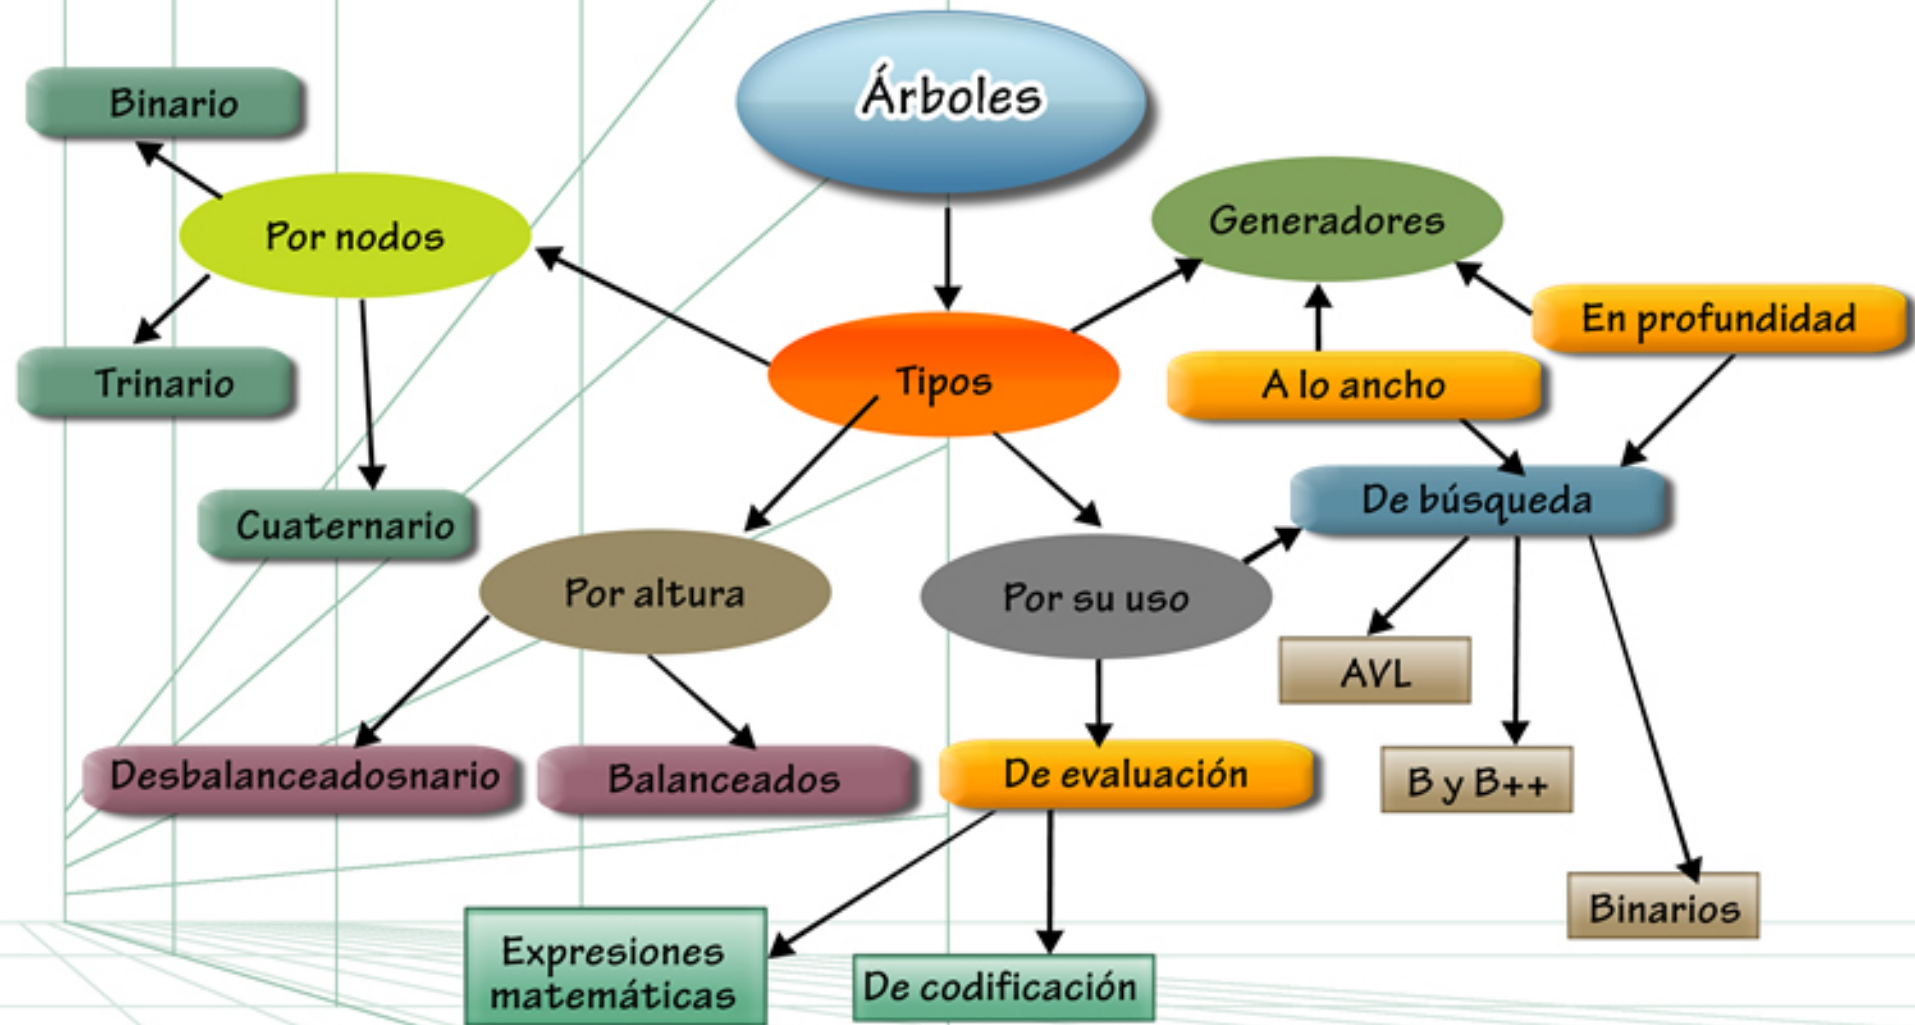 Árboles
Binario
Generadores
Por nodos
En profundidad
Trinario
Tipos
A lo ancho
De búsqueda
Cuaternario
Por altura
Por su uso
AVL
Desbalanceadosnario
Balanceados
De evaluación
B y B++
Binarios
Expresiones
matemáticas
De codificación